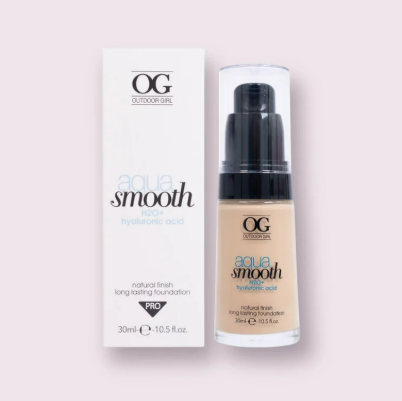 OG
OUTDOOR GIRL
aqua
smooth
H2O+
hyaluronic acid
natural finish
long lasting foundation
PRO
30ml ℮ -10.5 fl.oz.
OG
OUTDOOR GIRL
aqua
smooth
H2O+
hyaluronic acid
natural finish
long lasting foundation
30ml ℮ -10.5 fl.oz.